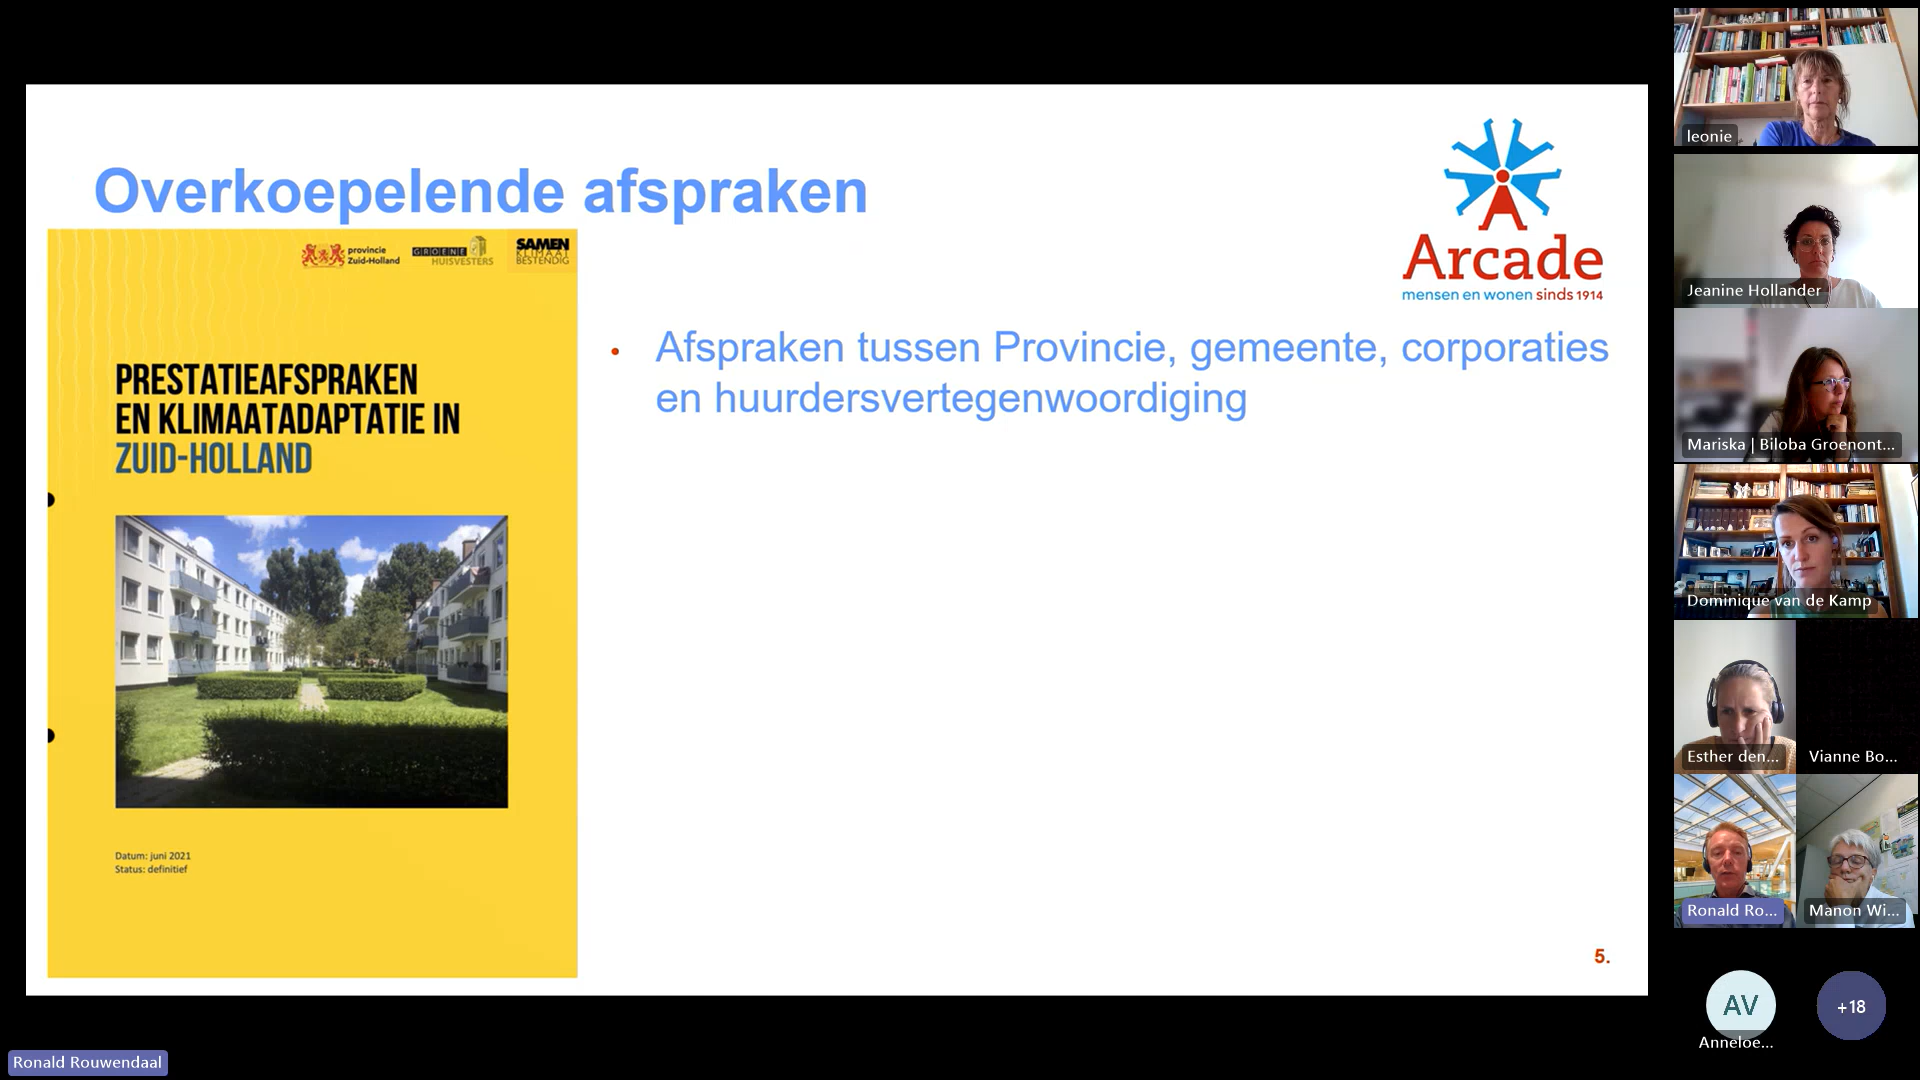 Overkoepelende afspraken
provincie
Zuid-Holland
GROENE
HUISVESTERS
SAMEN
KLIMAAT
BESTENDIG
PRESTATIEAFSPRAKEN
EN KLIMAATADAPTATIE IN
ZUID-HOLLAND
Datum: juni 2021
Status: definitief
Arcade
mensen en wonen sinds 1914
• Afspraken tussen Provincie, gemeente, corporaties
en huurdersvertegenwoordiging
5.
Ronald Rouwendaal
leonie
Jeanine Hollander
Mariska | Biloba Groenont...
Dominique van de Kamp
Esther den...
Vianne Bo...
Ronald Ro...
Manon Wi...
AV
Anneloe...
+18